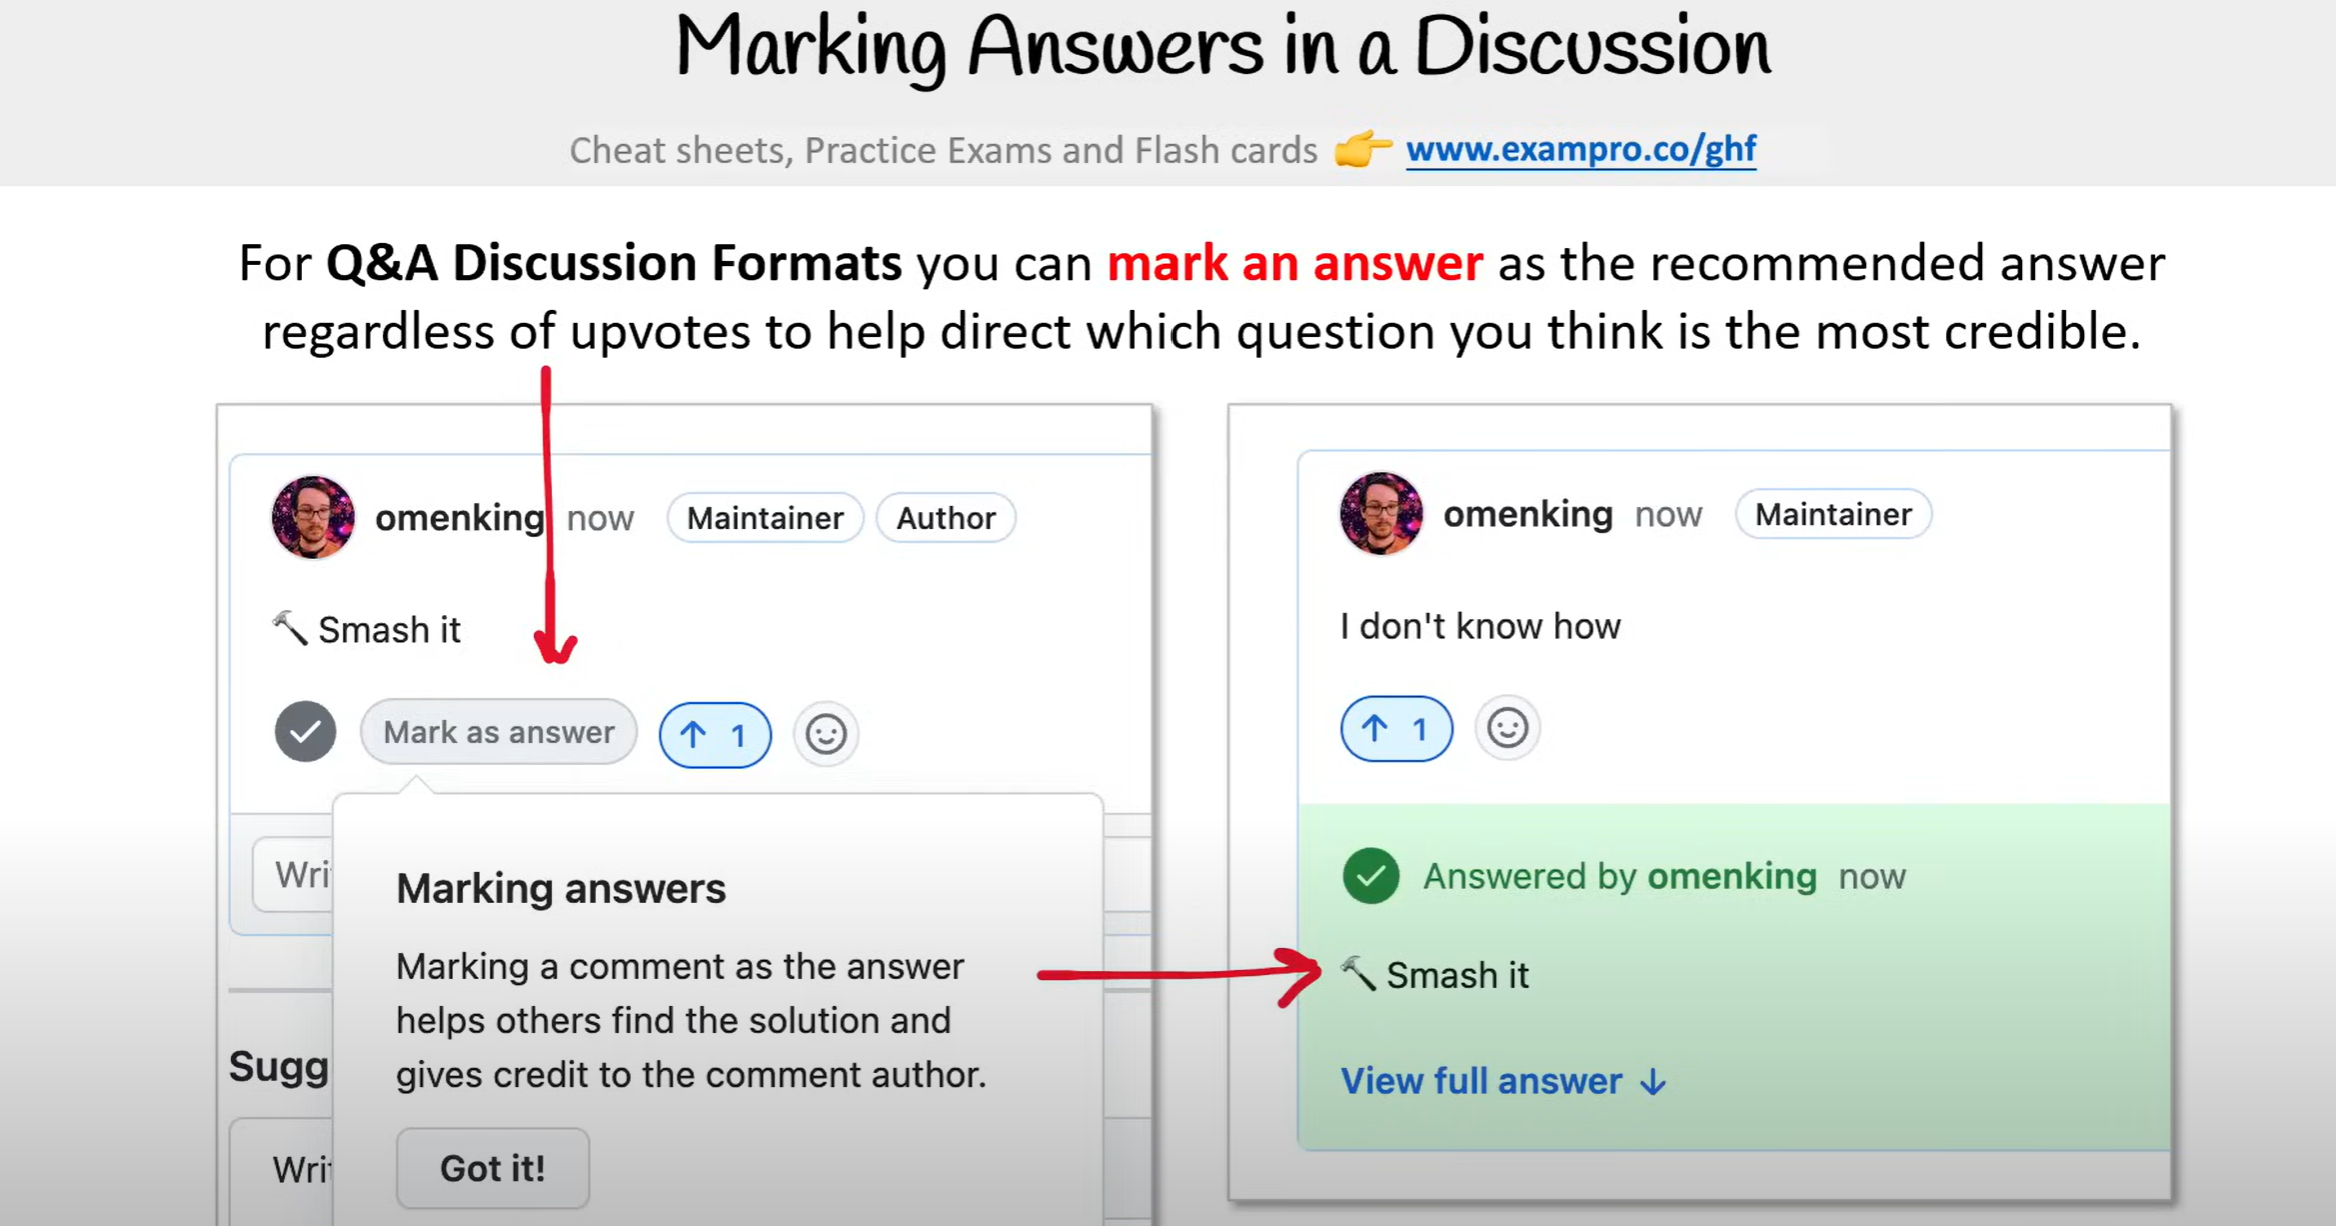 Marking Answers in a Discussion
Cheat sheets, Practice Exams and Flash cards 👉 www.exampro.co/ghf
For Q&A Discussion Formats you can mark an answer as the recommended answer
regardless of upvotes to help direct which question you think is the most credible.
omenking now Maintainer Author
🔨 Smash it
Mark as answer ↑ 1
Wri
Marking answers
Marking a comment as the answer
helps others find the solution and
gives credit to the comment author.
Sugg
Wri
Got it!
omenking now Maintainer
I don't know how
↑ 1
Answered by omenking now
🔨 Smash it
View full answer ↓